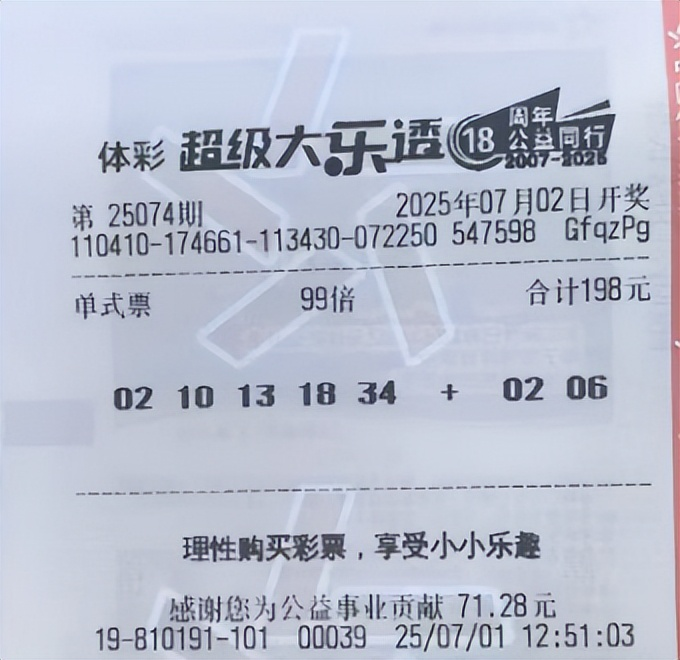 体彩 超级大乐透 18 周年
公益同行
2007-2025
第 25074期 2025年07月02日开奖
110410-174661-113430-072250 547598 GfqzPg
单式票 99倍 合计198元
02 10 13 18 34 + 02 06
理性购买彩票，享受小小乐趣
感谢您为公益事业贡献 71.28元
19-810191-101 00039 25/07/01 12:51:03